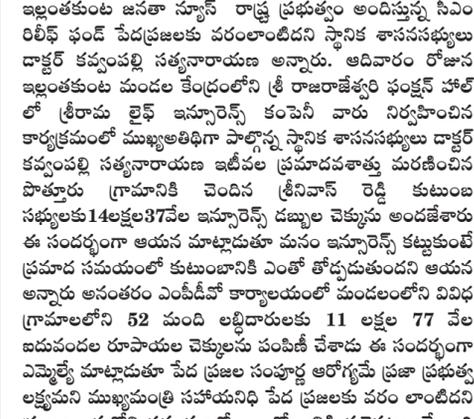 ఇల్లంతకుంట జనతా న్యూస్ రాష్ట్ర ప్రభుత్వం అందిస్తున్న సీఎం
రిలీఫ్ ఫండ్ పేదప్రజలకు వరంలాంటిదని స్థానిక శాసనసభ్యులు
డాక్టర్ కవ్వంపల్లి సత్యనారాయణ అన్నారు. ఆదివారం రోజున
ఇల్లంతకుంట మండల కేంద్రంలోని శ్రీ రాజరాజేశ్వరి ఫంక్షన్ హాల్
లో శ్రీరామ లైఫ్ ఇన్సూరెన్స్ కంపెనీ వారు నిర్వహించిన
కార్యక్రమంలో ముఖ్యఅతిథిగా పాల్గొన్న స్థానిక శాసనసభ్యులు డాక్టర్
కవ్వంపల్లి సత్యనారాయణ ఇటీవల ప్రమాదవశాత్తు మరణించిన
పొత్తూరు గ్రామానికి చెందిన శ్రీనివాస్ రెడ్డి కుటుంబ
సభ్యులకు14లక్షల37వేల ఇన్సూరెన్స్ డబ్బుల చెక్కును అందజేశారు
ఈ సందర్భంగా ఆయన మాట్లాడుతూ మనం ఇన్సూరెన్స్ కట్టుకుంటే
ప్రమాద సమయంలో కుటుంబానికి ఎంతో తోడ్పడుతుందని ఆయన
అన్నారు అనంతరం ఎంపీడీవో కార్యాలయంలో మండలంలోని వివిధ
గ్రామాలలోని 52 మంది లబ్ధిదారులకు 11 లక్షల 77 వేల
ఐదువందల రూపాయల చెక్కులను పంపిణీ చేశాడు ఈ సందర్భంగా
ఎమ్మెల్యే మాట్లాడుతూ పేద ప్రజల సంపూర్ణ ఆరోగ్యమే ప్రజా ప్రభుత్వ
లక్ష్యమని ముఖ్యమంత్రి సహాయనిధి పేద ప్రజలకు వరం లాంటిదని